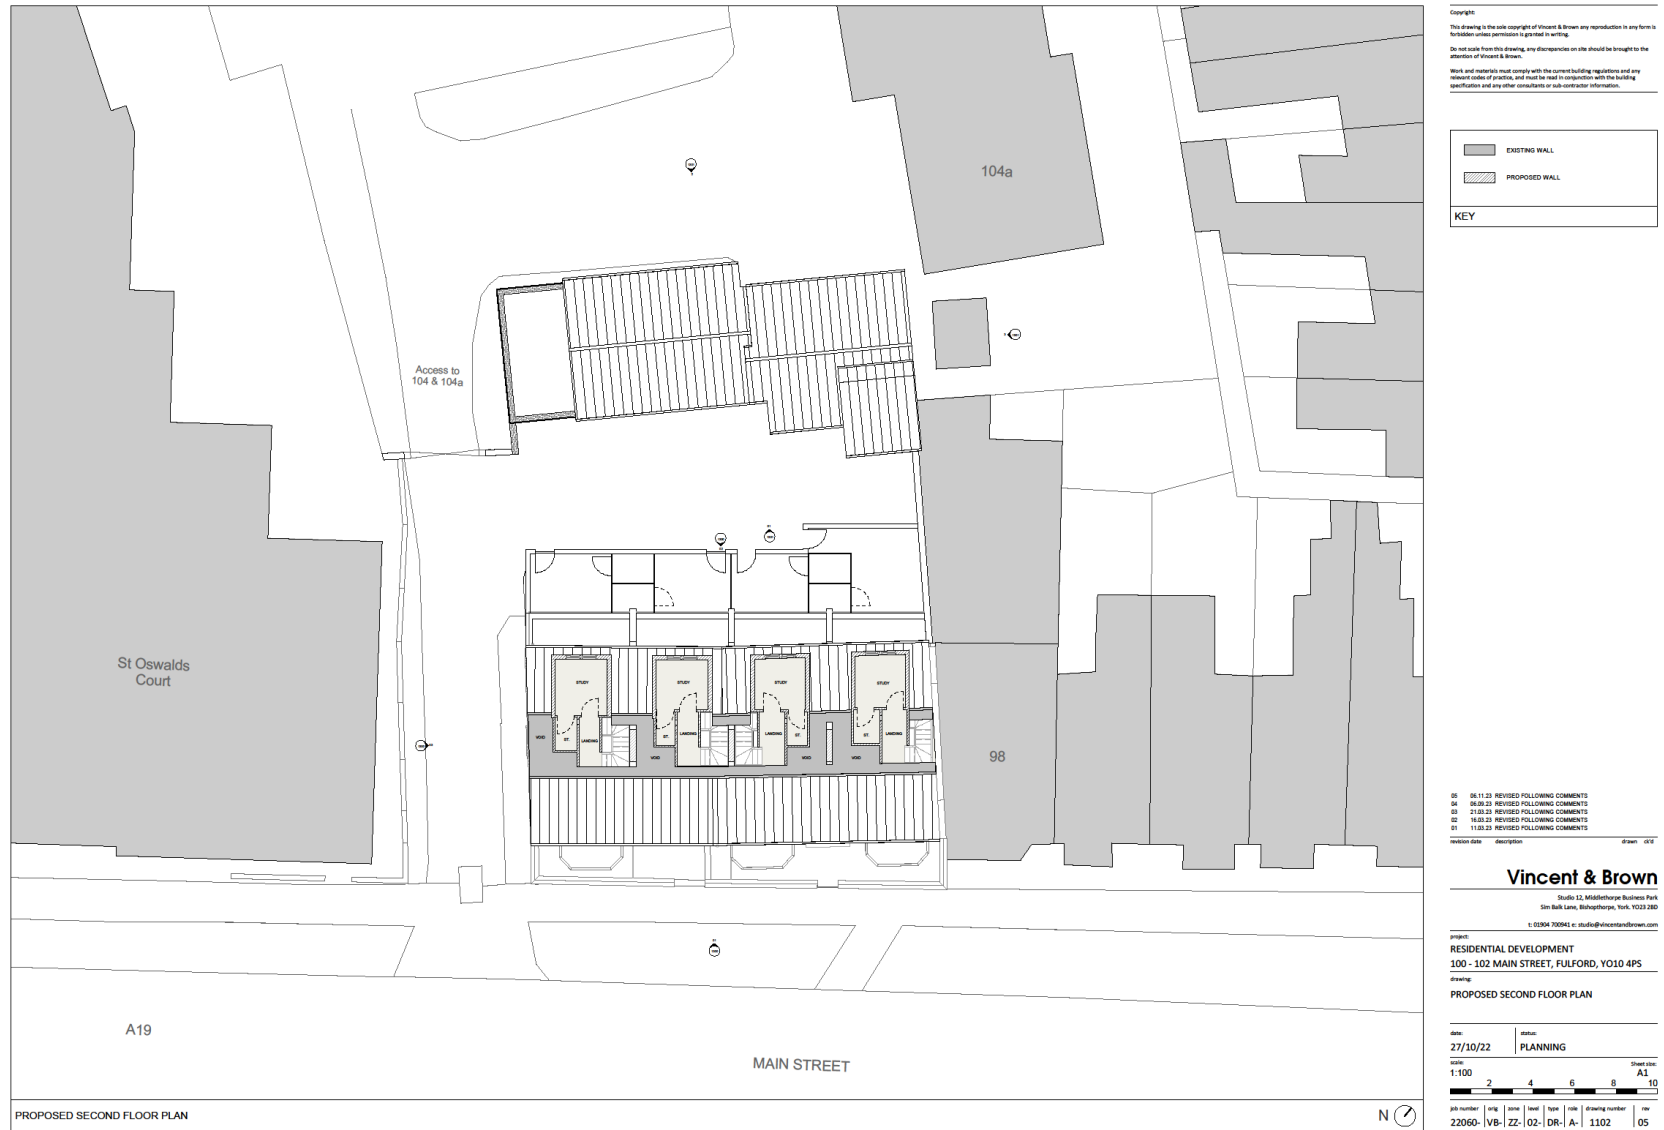 104a
Access to
104 & 104a
St Oswalds
Court
STUDY
STUDY
STUDY
STUDY
VOID
ST.
LANDING
VOID
ST.
LANDING
LANDING
ST.
VOID
VOID
ST.
LANDING
98
A19
MAIN STREET
PROPOSED SECOND FLOOR PLAN
N
Copyright:
This drawing is the sole copyright of Vincent & Brown any reproduction in any form is
forbidden unless permission is granted in writing.
Do not scale from this drawing, any discrepancies on site should be brought to the
attention of Vincent & Brown.
Work and materials must comply with the current building regulations and any
relevant codes of practice, and must be read in conjunction with the building
specification and any other consultants or sub-contractor information.
EXISTING WALL
PROPOSED WALL
KEY
05 06.11.23 REVISED FOLLOWING COMMENTS
04 06.09.23 REVISED FOLLOWING COMMENTS
03 21.03.23 REVISED FOLLOWING COMMENTS
02 16.03.23 REVISED FOLLOWING COMMENTS
01 11.03.23 REVISED FOLLOWING COMMENTS
revision date description drawn ck'd
Vincent & Brown
Studio 12, Middlethorpe Business Park
Sim Balk Lane, Bishopthorpe, York. YO23 2BD
t: 01904 700941 e: studio@vincentandbrown.com
project:
RESIDENTIAL DEVELOPMENT
100 - 102 MAIN STREET, FULFORD, YO10 4PS
drawing:
PROPOSED SECOND FLOOR PLAN
date: status:
27/10/22 PLANNING
scale: Sheet size:
1:100 A1
2 4 6 8 10
job number orig zone level type role drawing number rev
22060- VB- ZZ- 02- DR- A- 1102 05